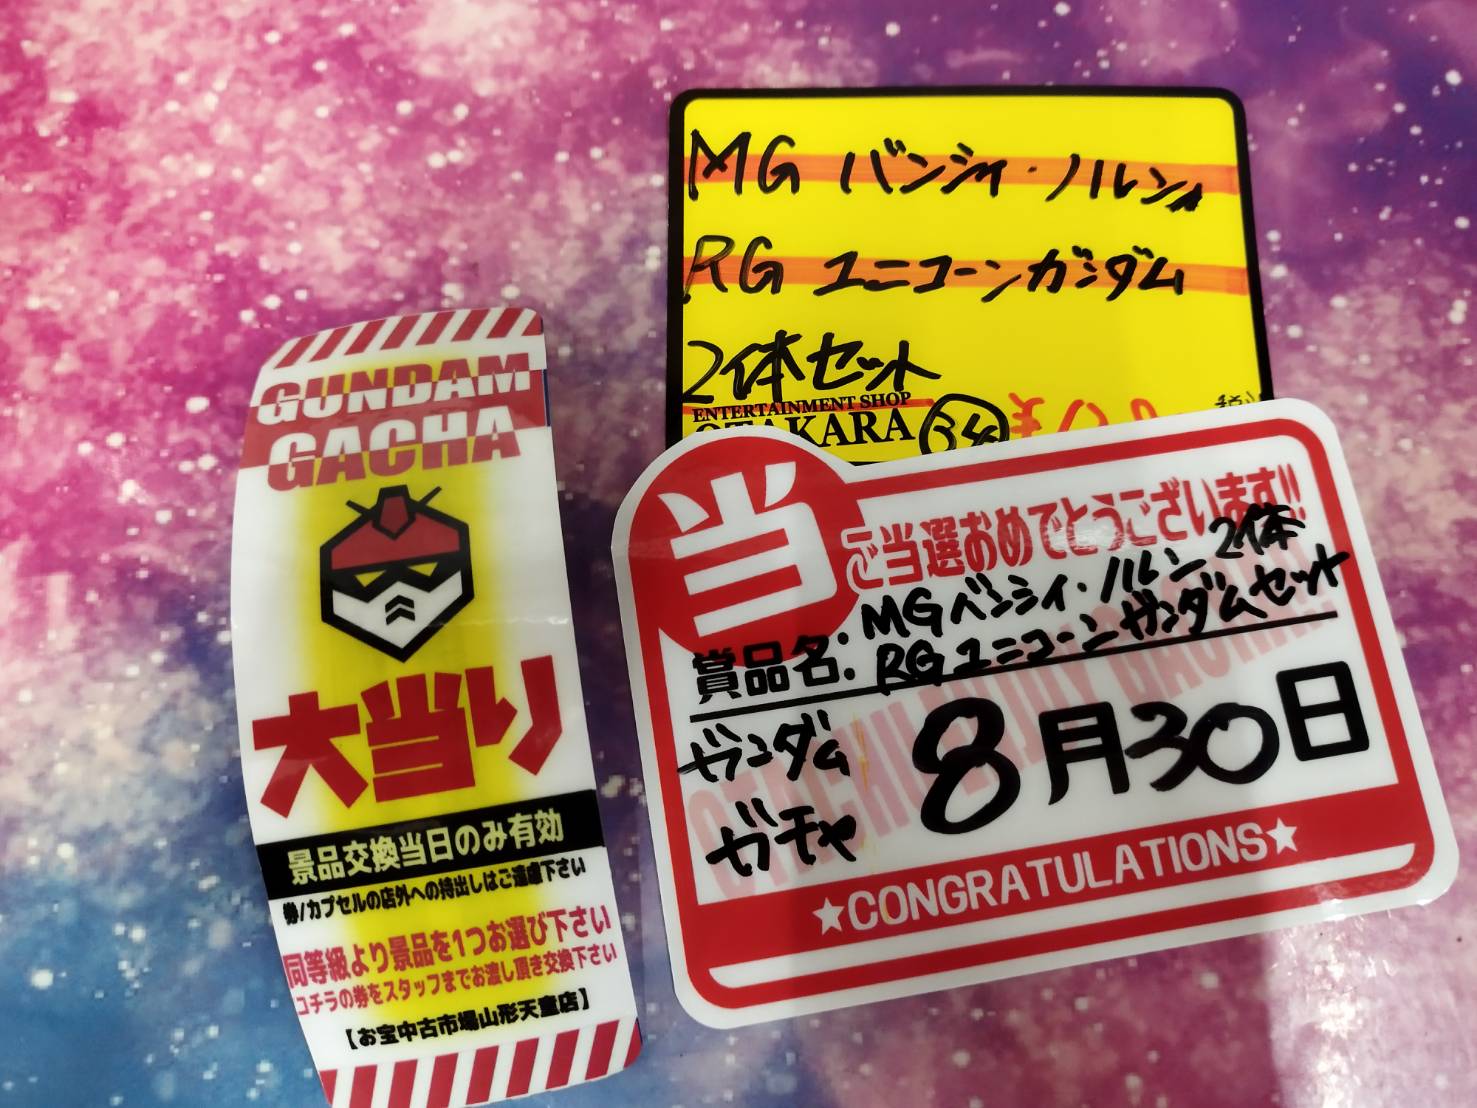 MG バンシィ・ノルン
RG ユニコーンガンダム
2体セット
ENTERTAINMENT SHOP
OTAKARA
34
税込
GUNDAM
GACHA
大当り
景品交換当日のみ有効
券/カプセルの店外への持出しはご遠慮下さい
同等級より景品を1つお選び下さい
コチラの券をスタッフまでお渡し頂き交換下さい
【お宝中古市場山形天童店】
当
ご当選おめでとうございます!!
賞品名:
MGバンシィ・ノルン 2体
RGユニコーンガンダムセット
ガンダム
ガチャ
8月30日
★CONGRATULATIONS★